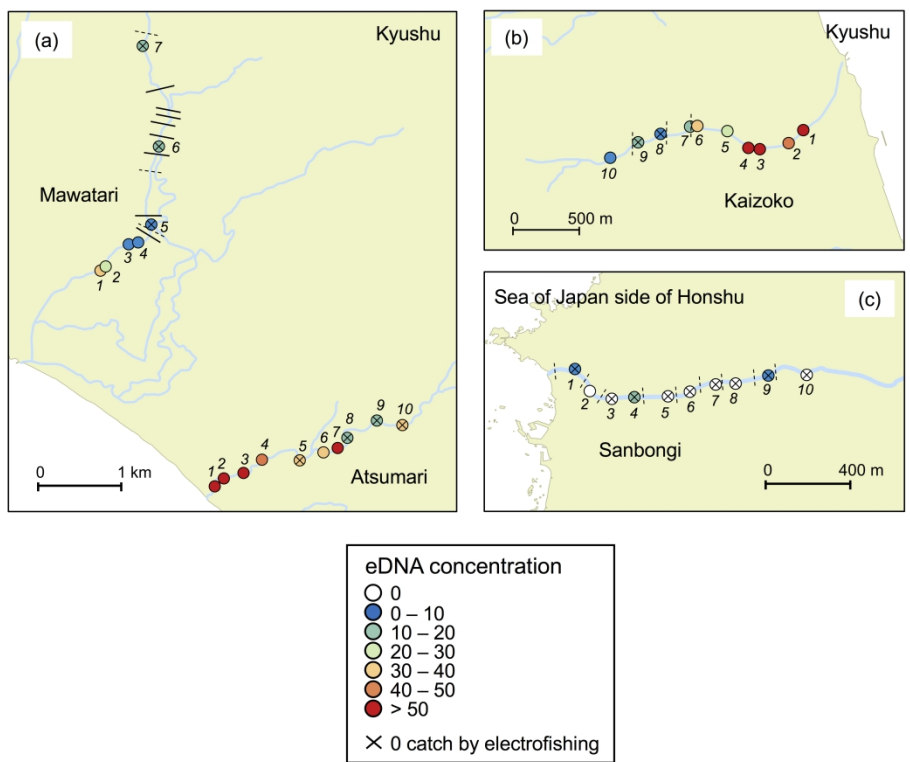 (a)
Kyushu
7
6
Mawatari
5
4
3
2
1
10
9
8
7
6
5
4
3
2
1
Atsumari
0 1 km
(b)
Kyushu
1
2
3
4
5
6
7
8
9
10
Kaizoko
0 500 m
Sea of Japan side of Honshu
(c)
1
2
3
4
5
6
7
8
9
10
Sanbongi
0 400 m
eDNA concentration
0
0 – 10
10 – 20
20 – 30
30 – 40
40 – 50
> 50
0 catch by electrofishing